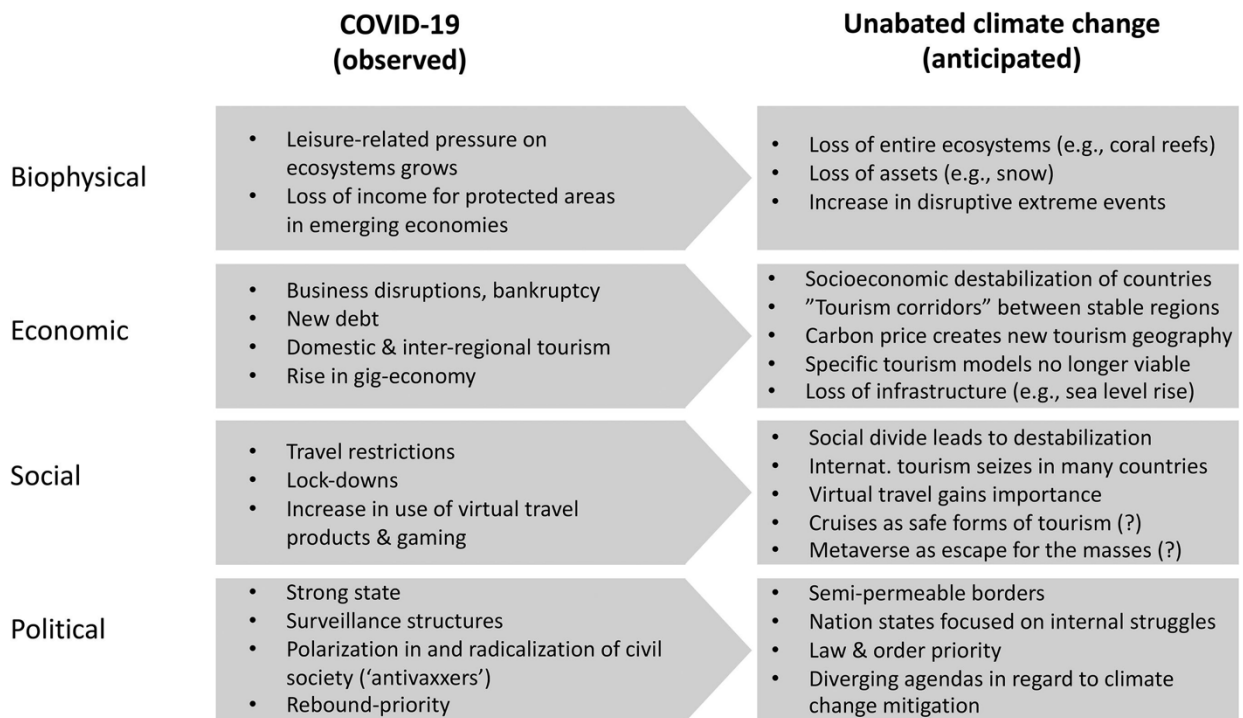 COVID-19
(observed)
Unabated climate change
(anticipated)
Biophysical
• Leisure-related pressure on
ecosystems grows
• Loss of income for protected areas
in emerging economies
• Loss of entire ecosystems (e.g., coral reefs)
• Loss of assets (e.g., snow)
• Increase in disruptive extreme events
Economic
• Business disruptions, bankruptcy
• New debt
• Domestic & inter-regional tourism
• Rise in gig-economy
• Socioeconomic destabilization of countries
• ”Tourism corridors” between stable regions
• Carbon price creates new tourism geography
• Specific tourism models no longer viable
• Loss of infrastructure (e.g., sea level rise)
Social
• Travel restrictions
• Lock-downs
• Increase in use of virtual travel
products & gaming
• Social divide leads to destabilization
• Internat. tourism seizes in many countries
• Virtual travel gains importance
• Cruises as safe forms of tourism (?)
• Metaverse as escape for the masses (?)
Political
• Strong state
• Surveillance structures
• Polarization in and radicalization of civil
society (‘antivaxxers’)
• Rebound-priority
• Semi-permeable borders
• Nation states focused on internal struggles
• Law & order priority
• Diverging agendas in regard to climate
change mitigation